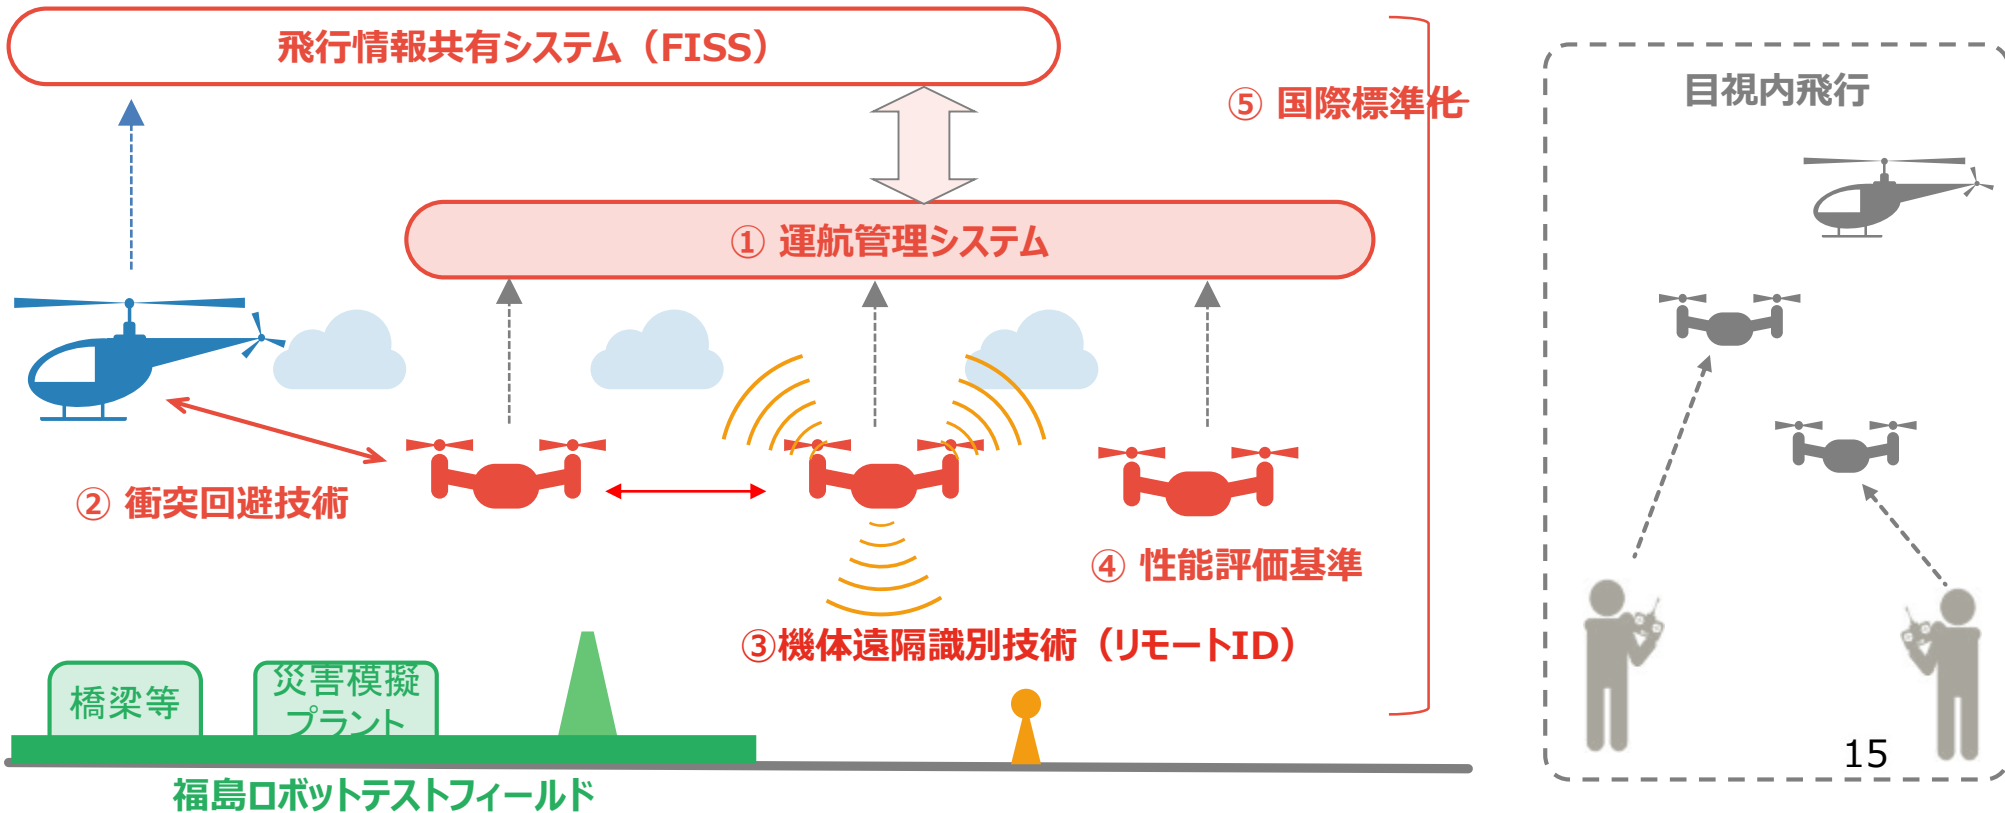 飛行情報共有システム（FISS）
⑤ 国際標準化
目視内飛行
① 運航管理システム
② 衝突回避技術
④ 性能評価基準
③機体遠隔識別技術（リモートID）
橋梁等
災害模擬
プラント
福島ロボットテストフィールド
15